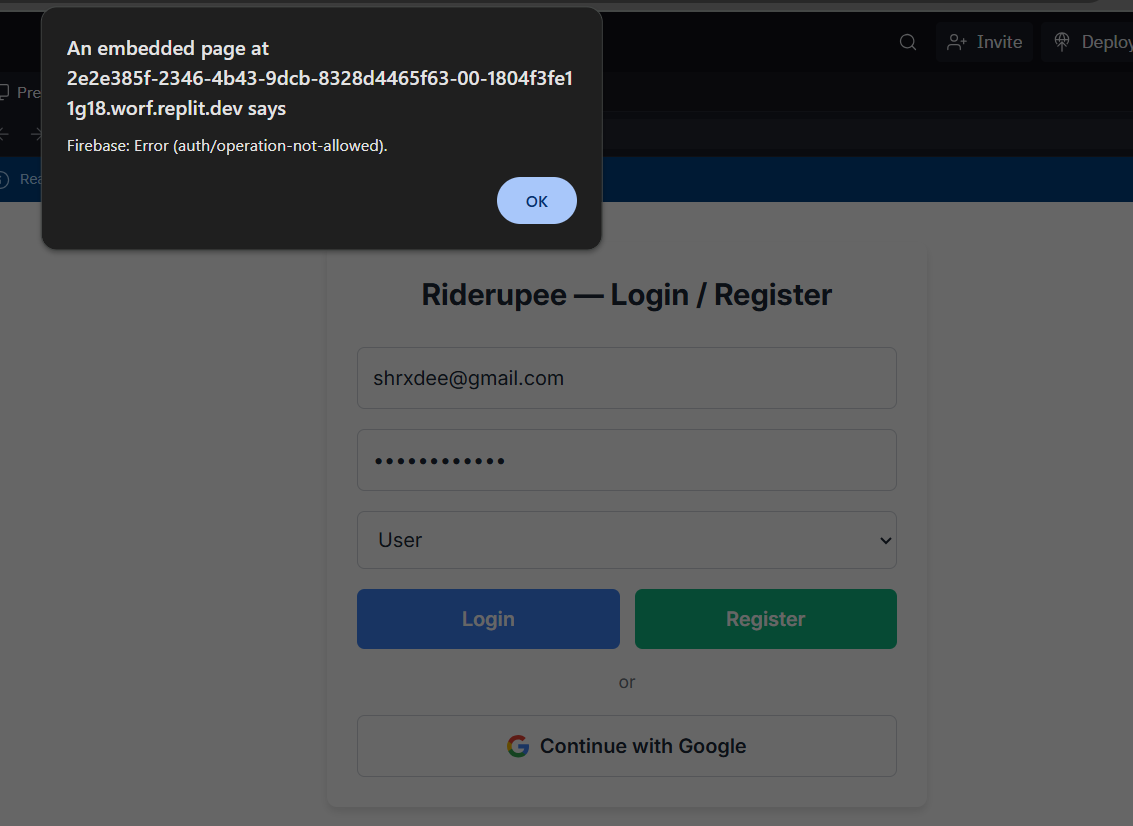 An embedded page at
2e2e385f-2346-4b43-9dcb-8328d4465f63-00-1804f3fe1
1g18.worf.replit.dev says
Firebase: Error (auth/operation-not-allowed).
OK
Invite
Deploy
Pre
Rea
Riderupee — Login / Register
shrxdee@gmail.com
••••••••••••
User
Login
Register
or
Continue with Google